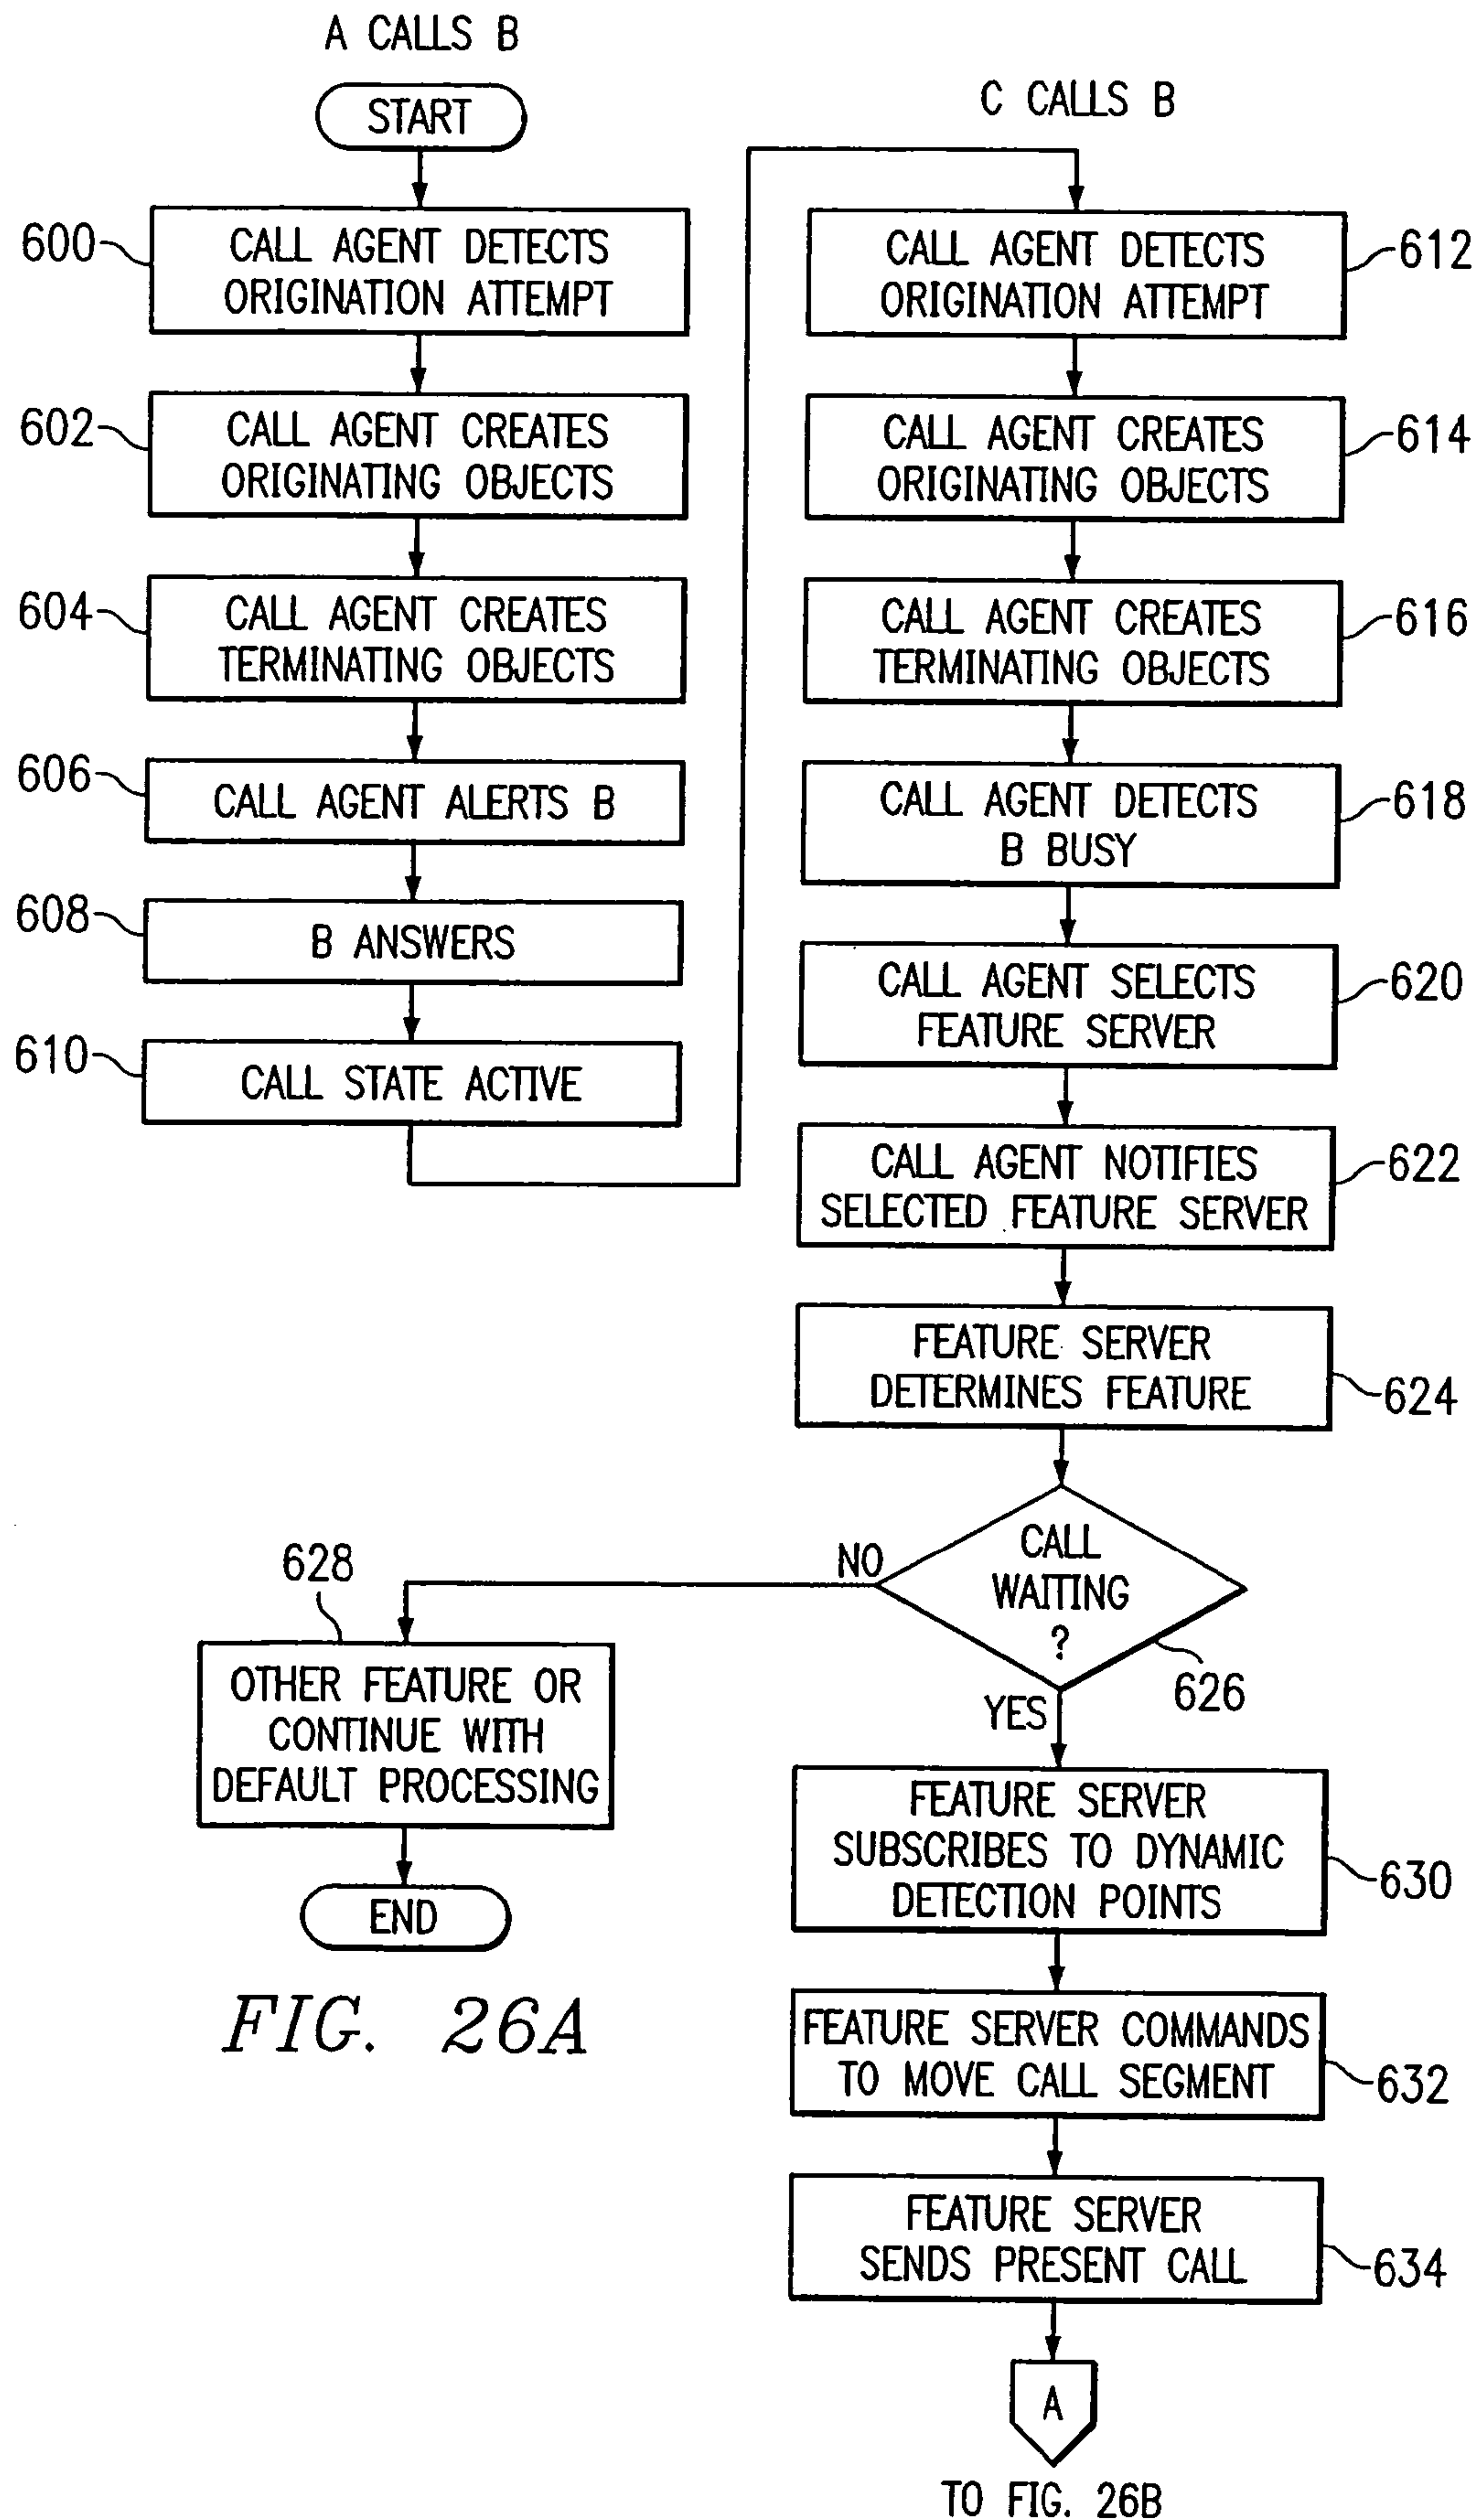 A CALLS B
START
600
CALL AGENT DETECTS
ORIGINATION ATTEMPT
602
CALL AGENT CREATES
ORIGINATING OBJECTS
604
CALL AGENT CREATES
TERMINATING OBJECTS
606
CALL AGENT ALERTS B
608
B ANSWERS
610
CALL STATE ACTIVE
C CALLS B
CALL AGENT DETECTS
ORIGINATION ATTEMPT
612
CALL AGENT CREATES
ORIGINATING OBJECTS
614
CALL AGENT CREATES
TERMINATING OBJECTS
616
CALL AGENT DETECTS
B BUSY
618
CALL AGENT SELECTS
FEATURE SERVER
620
CALL AGENT NOTIFIES
SELECTED FEATURE SERVER
622
FEATURE SERVER
DETERMINES FEATURE
624
CALL
WAITING
?
626
NO
628
OTHER FEATURE OR
CONTINUE WITH
DEFAULT PROCESSING
END
YES
FEATURE SERVER
SUBSCRIBES TO DYNAMIC
DETECTION POINTS
630
FEATURE SERVER COMMANDS
TO MOVE CALL SEGMENT
632
FEATURE SERVER
SENDS PRESENT CALL
634
A
TO FIG. 26B
FIG. 26A